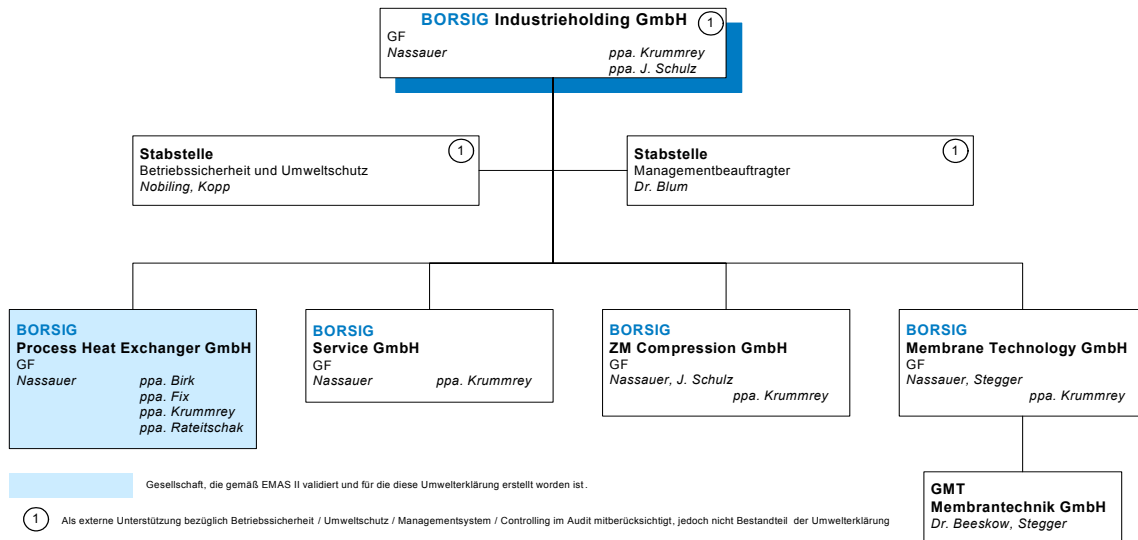 BORSIG Industrieholding GmbH 1
GF
Nassauer ppa. Krummrey
ppa. J. Schulz
Stabstelle 1
Betriebssicherheit und Umweltschutz
Nobiling, Kopp
Stabstelle 1
Managementbeauftragter
Dr. Blum
BORSIG
Process Heat Exchanger GmbH
GF
Nassauer ppa. Birk
ppa. Fix
ppa. Krummrey
ppa. Rateitschak
BORSIG
Service GmbH
GF
Nassauer ppa. Krummrey
BORSIG
ZM Compression GmbH
GF
Nassauer, J. Schulz
ppa. Krummrey
BORSIG
Membrane Technology GmbH
GF
Nassauer, Stegger
ppa. Krummrey
GMT
Membrantechnik GmbH
Dr. Beeskow, Stegger
Gesellschaft, die gemäß EMAS II validiert und für die diese Umwelterklärung erstellt worden ist.
1 Als externe Unterstützung bezüglich Betriebssicherheit / Umweltschutz / Managementsystem / Controlling im Audit mitberücksichtigt, jedoch nicht Bestandteil der Umwelterklärung